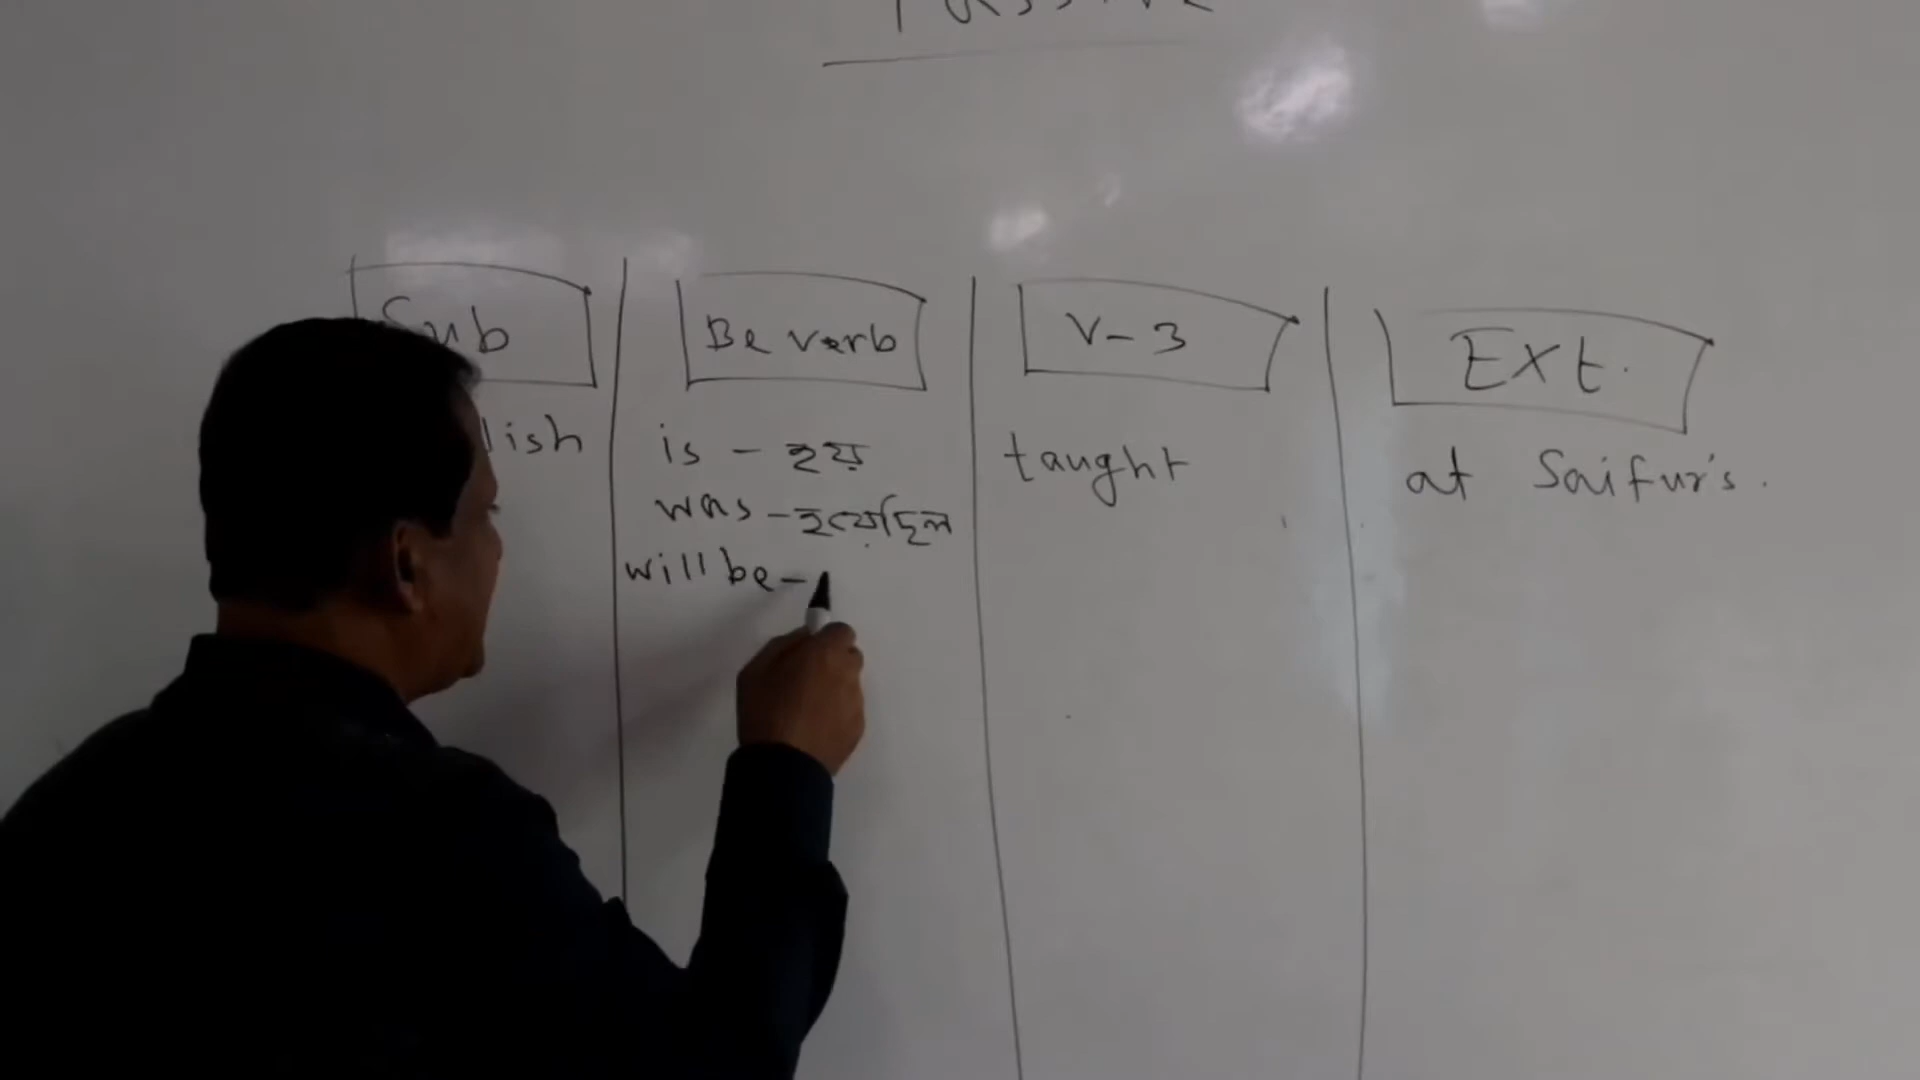 Sub Be verb V-3 Ext.
lish is - হয় taught at Saifur's.
was - হয়েছিল
will be -